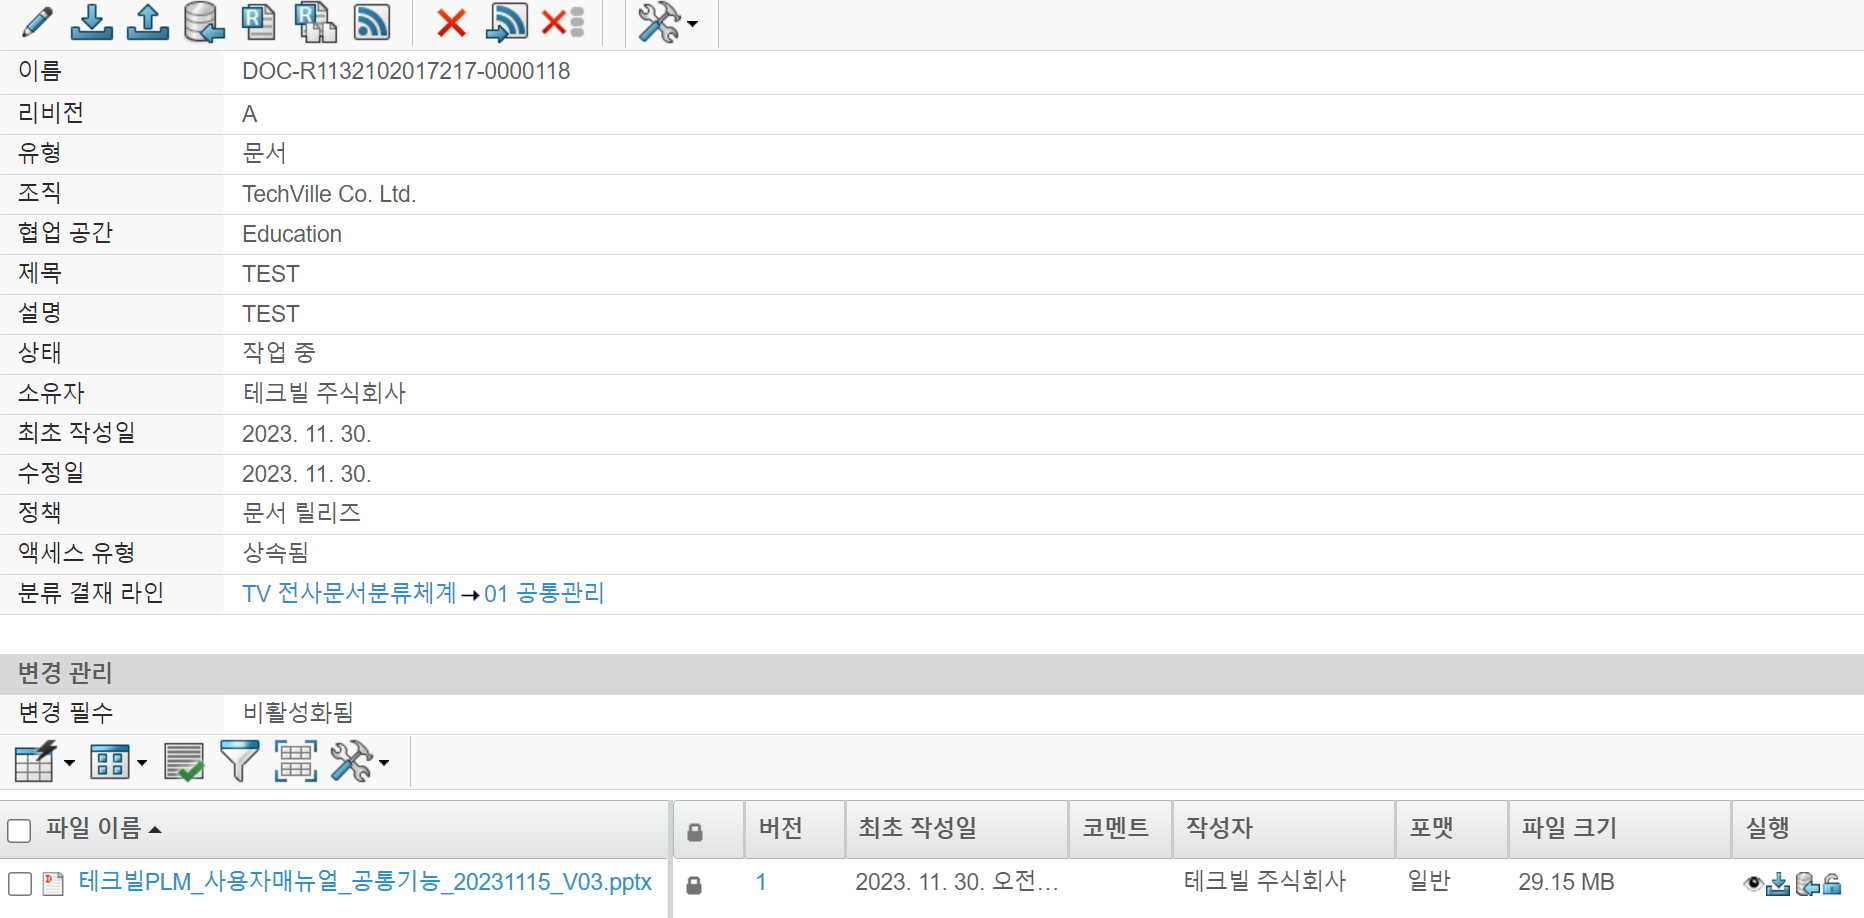 이름 DOC-R1132102017217-0000118
리비전 A
유형 문서
조직 TechVille Co. Ltd.
협업 공간 Education
제목 TEST
설명 TEST
상태 작업 중
소유자 테크빌 주식회사
최초 작성일 2023. 11. 30.
수정일 2023. 11. 30.
정책 문서 릴리즈
액세스 유형 상속됨
분류 결재 라인 TV 전사문서분류체계→01 공통관리
변경 관리
변경 필수 비활성화됨
파일 이름 버전 최초 작성일 코멘트 작성자 포맷 파일 크기 실행
테크빌PLM_사용자매뉴얼_공통기능_20231115_V03.pptx 1 2023. 11. 30. 오전... 테크빌 주식회사 일반 29.15 MB